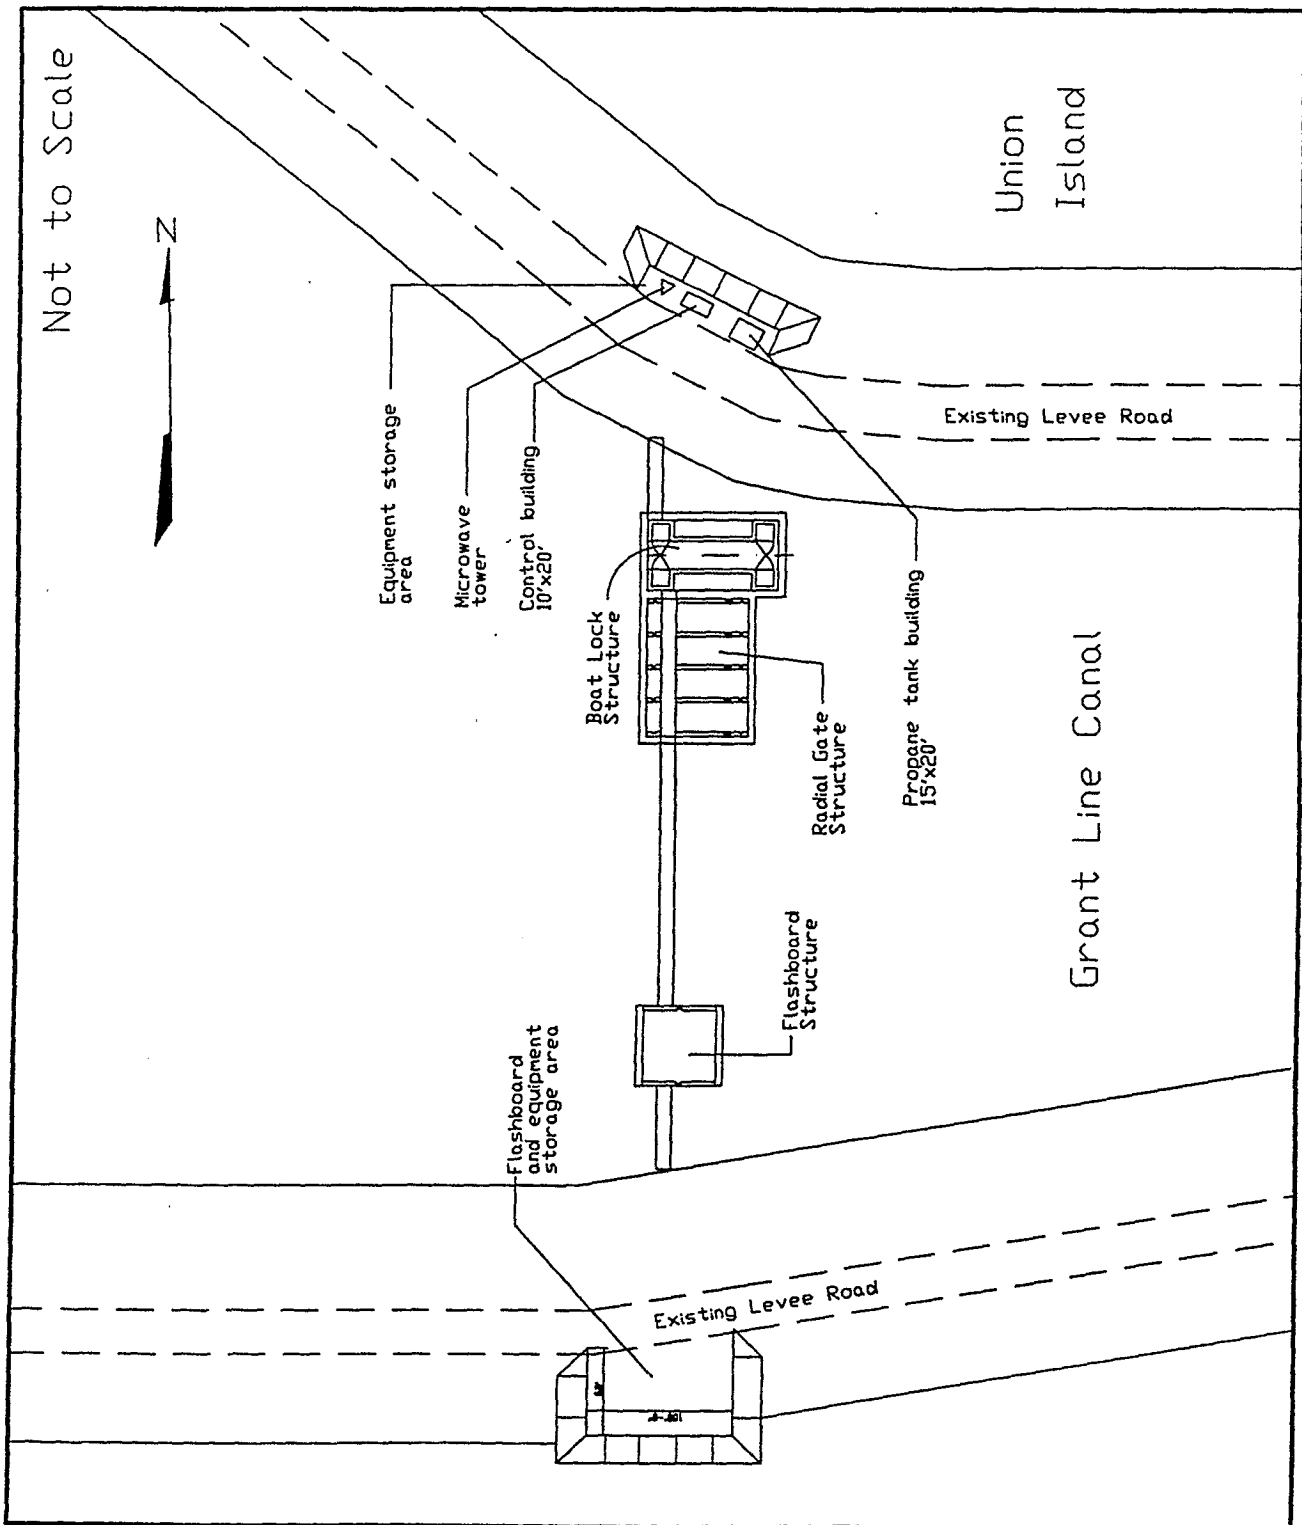 Not to Scale
N
Union
Island
Equipment storage
area
Microwave
tower
Control building
10'x20'
Existing Levee Road
Boat Lock
Structure
Radial Gate
Structure
Propane tank building
15'x20'
Grant Line Canal
Flashboard
Structure
Flashboard
and equipment
storage area
Existing Levee Road